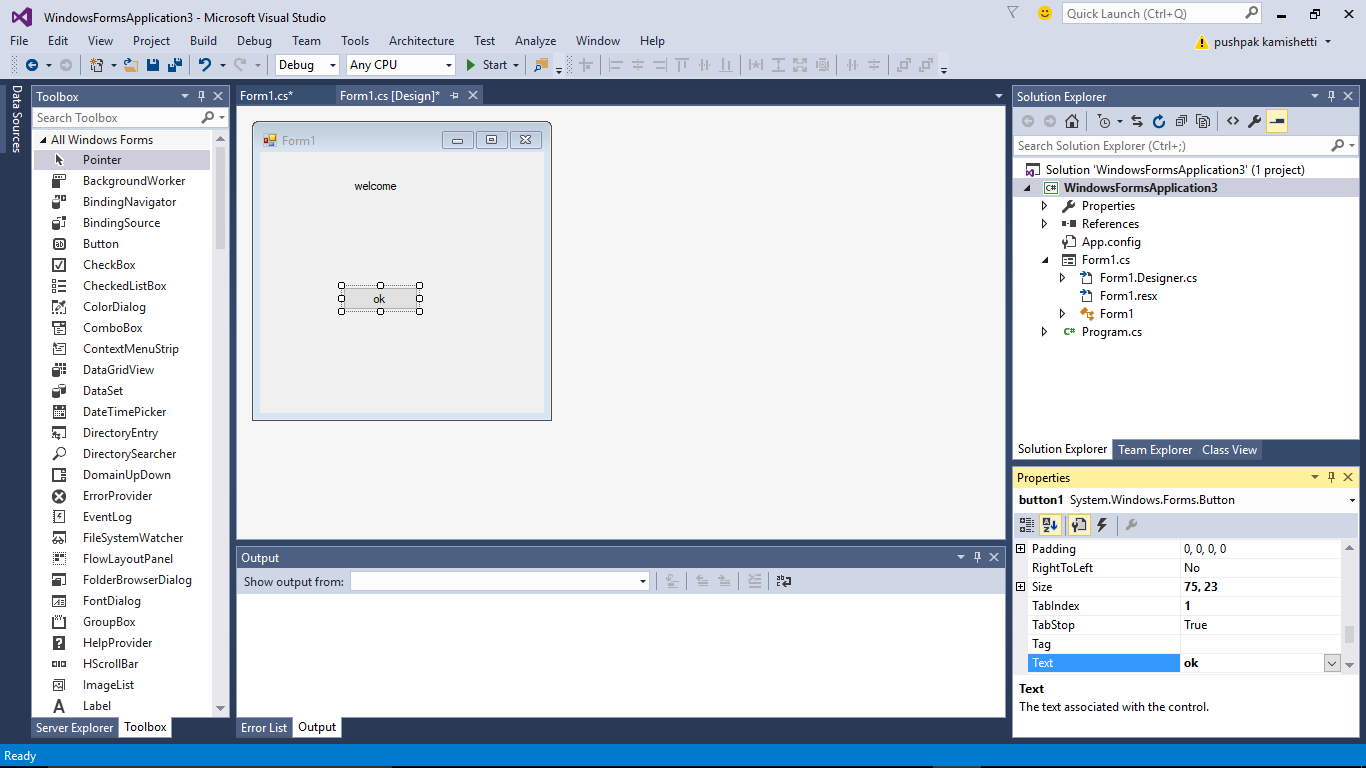 WindowsFormsApplication3 - Microsoft Visual Studio
Quick Launch (Ctrl+Q)
File Edit View Project Build Debug Team Tools Architecture Test Analyze Window Help
pushpak kamishetti
Debug Any CPU Start
Data Sources
Toolbox
Search Toolbox
All Windows Forms
Pointer
BackgroundWorker
BindingNavigator
BindingSource
Button
CheckBox
CheckedListBox
ColorDialog
ComboBox
ContextMenuStrip
DataGridView
DataSet
DateTimePicker
DirectoryEntry
DirectorySearcher
DomainUpDown
ErrorProvider
EventLog
FileSystemWatcher
FlowLayoutPanel
FolderBrowserDialog
FontDialog
GroupBox
HelpProvider
HScrollBar
ImageList
Label
Server Explorer Toolbox
Form1.cs* Form1.cs [Design]*
Form1
welcome
ok
Output
Show output from:
Error List Output
Solution Explorer
Search Solution Explorer (Ctrl+;)
Solution 'WindowsFormsApplication3' (1 project)
WindowsFormsApplication3
Properties
References
App.config
Form1.cs
Form1.Designer.cs
Form1.resx
Form1
Program.cs
Solution Explorer Team Explorer Class View
Properties
button1 System.Windows.Forms.Button
Padding 0, 0, 0, 0
RightToLeft No
Size 75, 23
TabIndex 1
TabStop True
Tag
Text ok
Text
The text associated with the control.
Ready